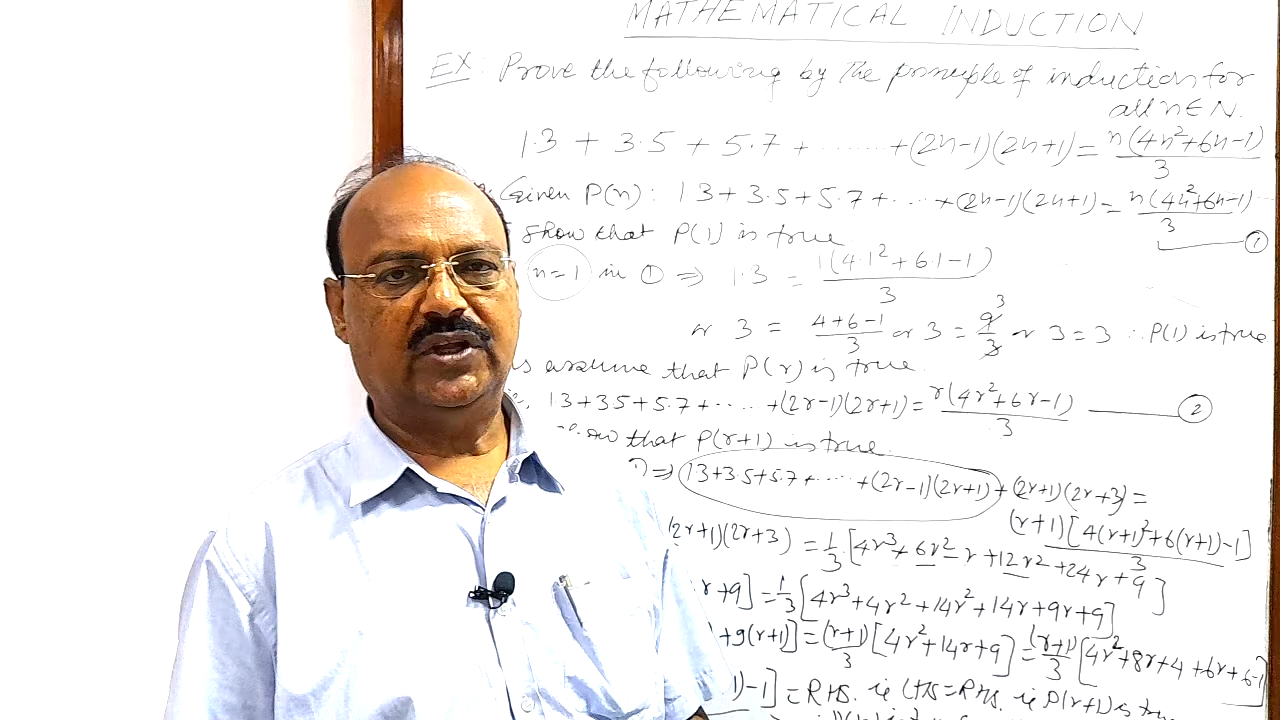 MATHEMATICAL INDUCTION
EX: Prove the following by the principle of induction for
all n∈N.
1.3 + 3.5 + 5.7 + ...... + (2n-1)(2n+1) = n(4n²+6n-1)/3
Given P(n): 1.3 + 3.5 + 5.7 + .... + (2n-1)(2n+1) = n(4n²+6n-1)/3 ①
show that P(1) is true
n=1 in ① ⇒ 1.3 = 1(4.1²+6.1-1)/3
or 3 = (4+6-1)/3 or 3 = 9/3 3 or 3=3 ∴ P(1) is true
assume that P(r) is true.
1.3+3.5+5.7+.....+(2r-1)(2r+1) = r(4r²+6r-1)/3 ②
that P(r+1) is true.
⇒ 1.3+3.5+5.7+.....+(2r-1)(2r+1)+(2r+1)(2r+3) =
(r+1)[4(r+1)²+6(r+1)-1]/3
2r+1)(2r+3) = 1/3 [4r³+6r²-r+12r²+24r+9]
r+9] = 1/3 [4r³+4r²+14r²+14r+9r+9]
+9(r+1)] = (r+1)/3 [4r²+14r+9] = (r+1)/3 [4r²+8r+4+6r+6-1]
)-1] = RHS. ie LHS=RHS. ie P(r+1) is